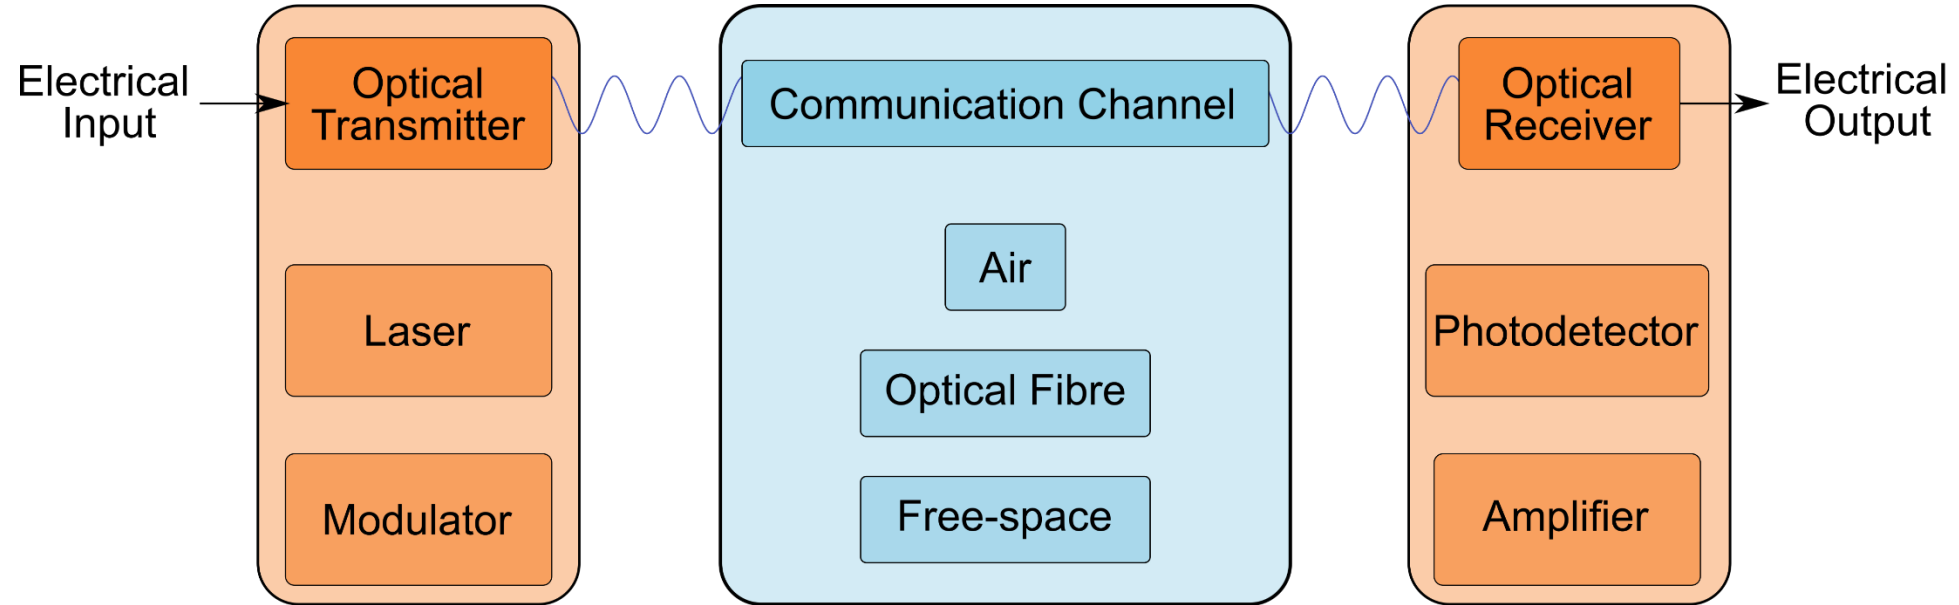 Electrical
Input
Optical
Transmitter
Laser
Modulator
Communication Channel
Air
Optical Fibre
Free-space
Optical
Receiver
Photodetector
Amplifier
Electrical
Output